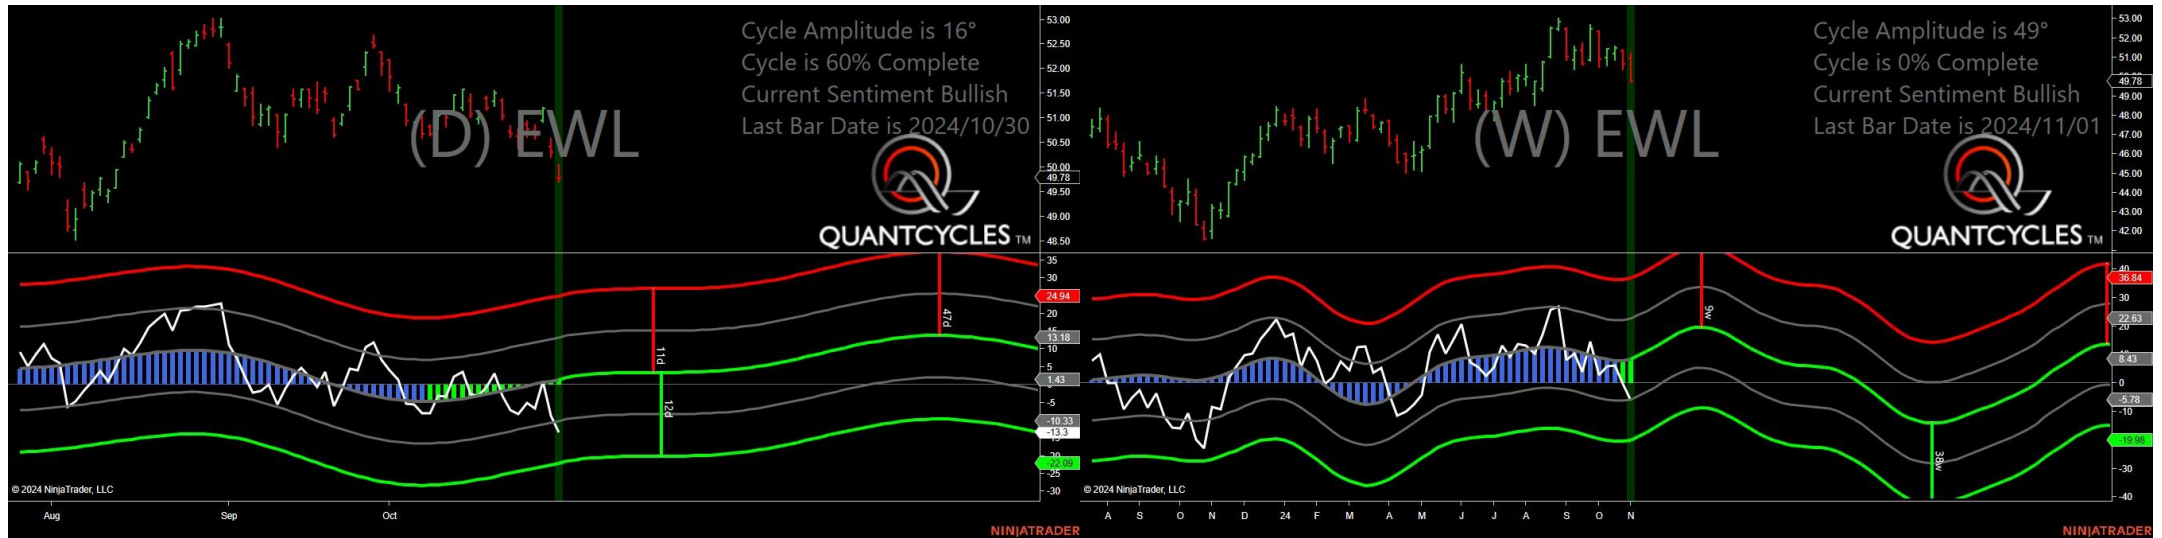 Cycle Amplitude is 16°
Cycle is 60% Complete
Current Sentiment Bullish
Last Bar Date is 2024/10/30
(D) EWL
QUANTCYCLES TM
53.00
52.50
52.00
51.50
51.00
50.50
50.00
49.78
49.50
49.00
48.50
35
30
24.94
20
15
13.18
10
5
1.43
-5
-10.33
-13.3
-22.09
-25
-30
47d
11d
12d
© 2024 NinjaTrader, LLC
Aug
Sep
Oct
NINJATRADER
Cycle Amplitude is 49°
Cycle is 0% Complete
Current Sentiment Bullish
Last Bar Date is 2024/11/01
(W) EWL
QUANTCYCLES TM
53.00
52.00
51.00
49.78
49.00
48.00
47.00
46.00
45.00
44.00
43.00
42.00
40
36.84
30
22.63
20
8.43
0
-5.78
-10
-19.98
-30
-40
9w
38w
© 2024 NinjaTrader, LLC
A S O N D 24 F M A M J J A S O N
NINJATRADER